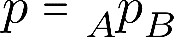 p = _A p_B